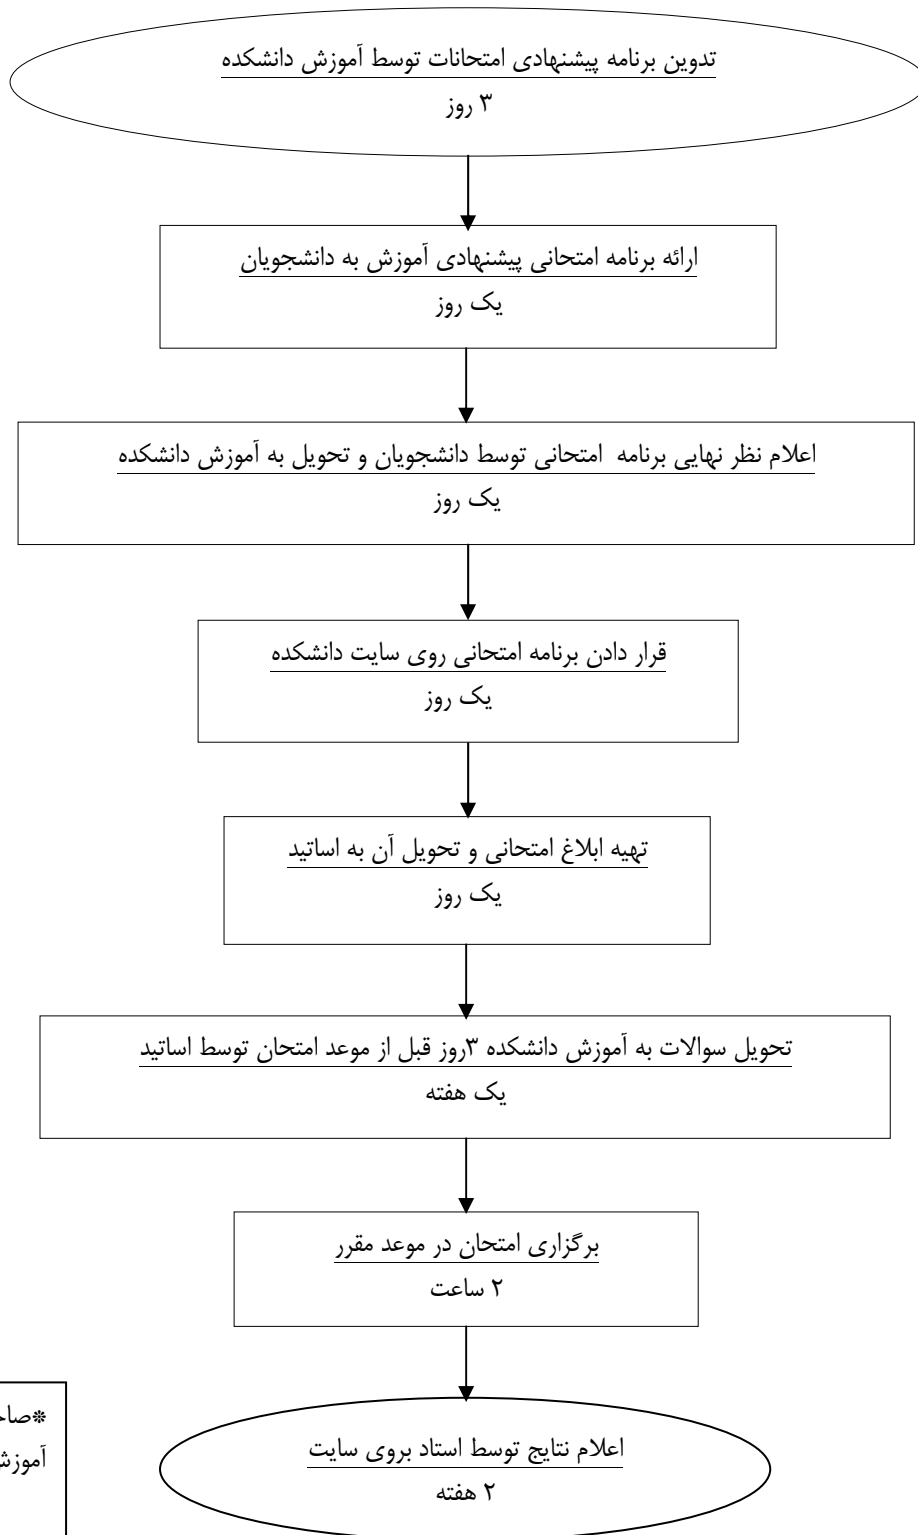 تدوین برنامه پیشنهادی امتحانات توسط آموزش دانشکده
۳ روز
ارائه برنامه امتحانی پیشنهادی آموزش به دانشجویان
یک روز
اعلام نظر نهایی برنامه امتحانی توسط دانشجویان و تحویل به آموزش دانشکده
یک روز
قرار دادن برنامه امتحانی روی سایت دانشکده
یک روز
تهیه ابلاغ امتحانی و تحویل آن به اساتید
یک روز
تحویل سوالات به آموزش دانشکده ۳روز قبل از موعد امتحان توسط اساتید
یک هفته
برگزاری امتحان در موعد مقرر
۲ ساعت
اعلام نتایج توسط استاد بروی سایت
۲ هفته
آموزش